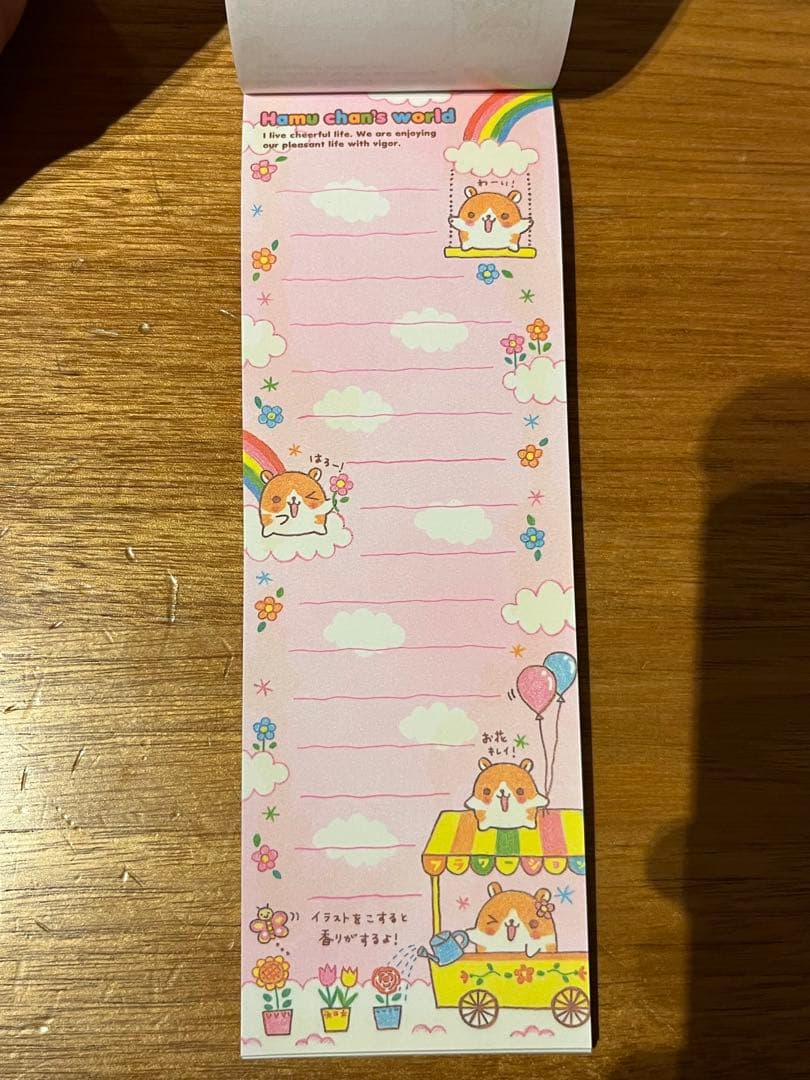 Hamu chan's world
I live cheerful life. We are enjoying
our pleasant life with vigor.
わーい!
はろー!
お花
キレイ!
フラワーショップ
イラストをこすると
香りがするよ!